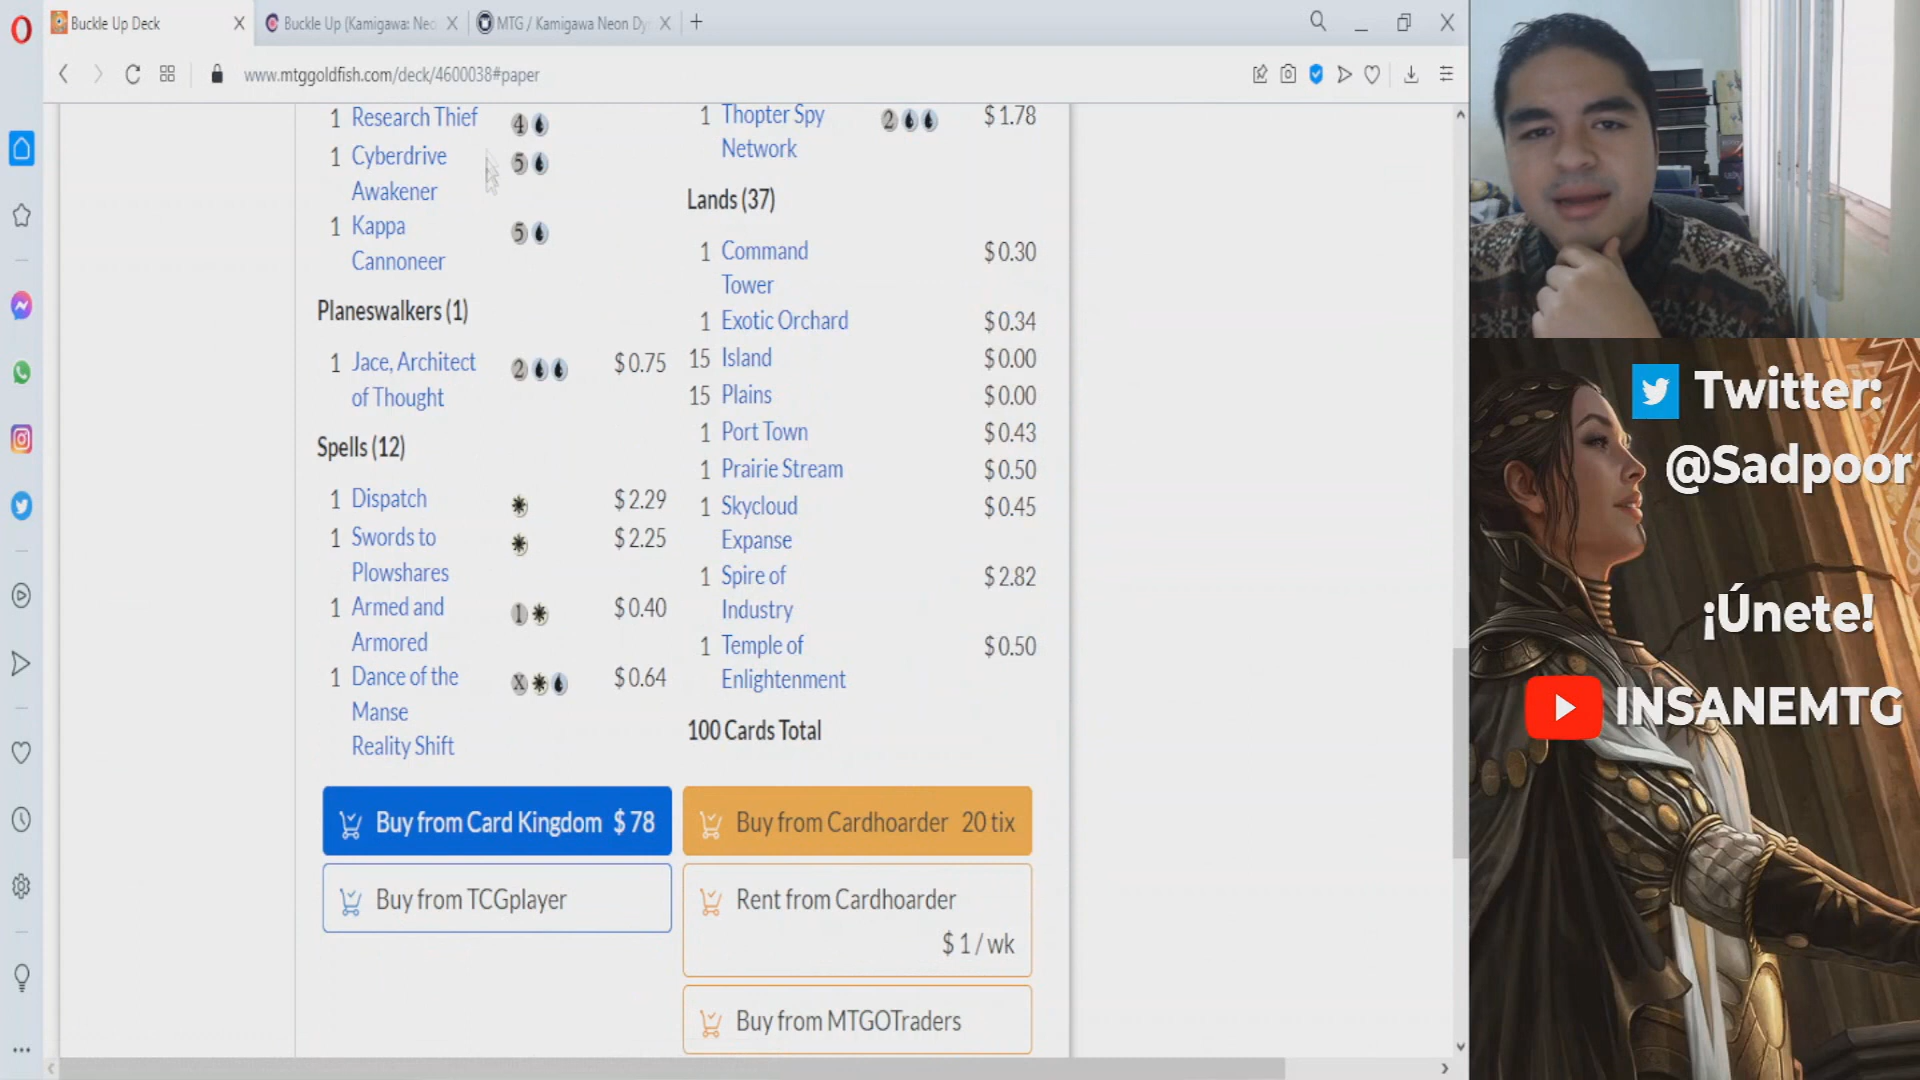 Buckle Up Deck
Buckle Up (Kamigawa: Neo
MTG / Kamigawa Neon Dy
www.mtggoldfish.com/deck/4600038#paper
1 Research Thief 4
1 Cyberdrive
Awakener 5
1 Kappa
Cannoneer 5
Planeswalkers (1)
1 Jace, Architect
of Thought 2 $ 0.75
Spells (12)
1 Dispatch $ 2.29
1 Swords to
Plowshares $ 2.25
1 Armed and
Armored 1 $ 0.40
1 Dance of the
Manse X $ 0.64
Reality Shift
1 Thopter Spy
Network 2 $ 1.78
Lands (37)
1 Command
Tower $ 0.30
1 Exotic Orchard $ 0.34
15 Island $ 0.00
15 Plains $ 0.00
1 Port Town $ 0.43
1 Prairie Stream $ 0.50
1 Skycloud
Expanse $ 0.45
1 Spire of
Industry $ 2.82
1 Temple of
Enlightenment $ 0.50
100 Cards Total
Buy from Card Kingdom $ 78
Buy from Cardhoarder 20 tix
Buy from TCGplayer
Rent from Cardhoarder
$ 1 / wk
Buy from MTGOTraders
Twitter:
@Sadpoor
¡Únete!
INSANEMTG